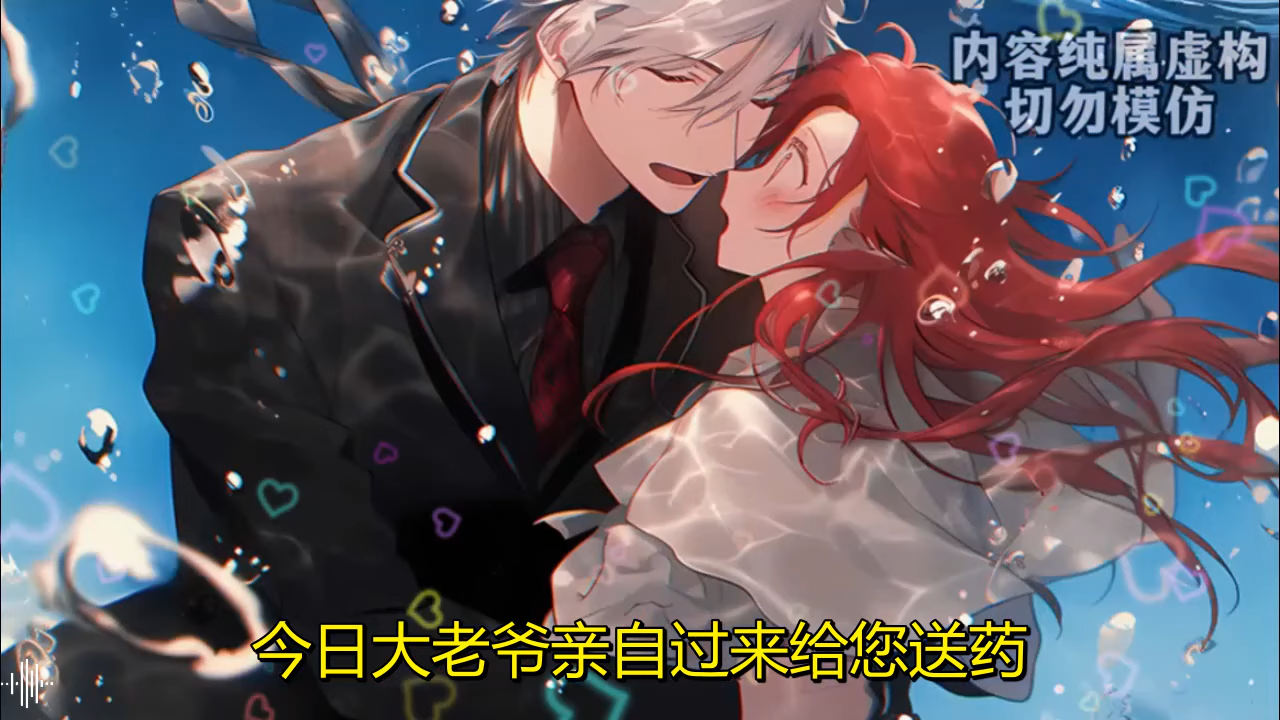 内容纯属虚构
切勿模仿
今日大老爷亲自过来给您送药